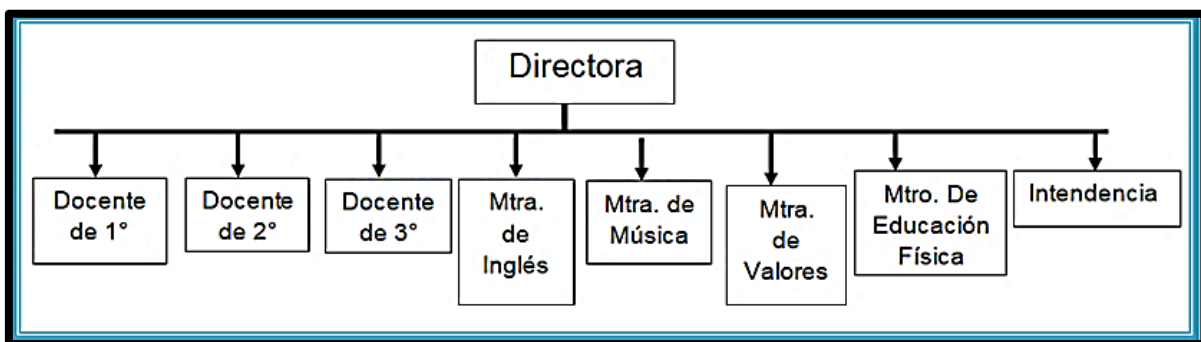 Directora
Docente
de 1°
Docente
de 2°
Docente
de 3°
Mtra.
de
Inglés
Mtra. de
Música
Mtra.
de
Valores
Mtro. De
Educación
Física
Intendencia